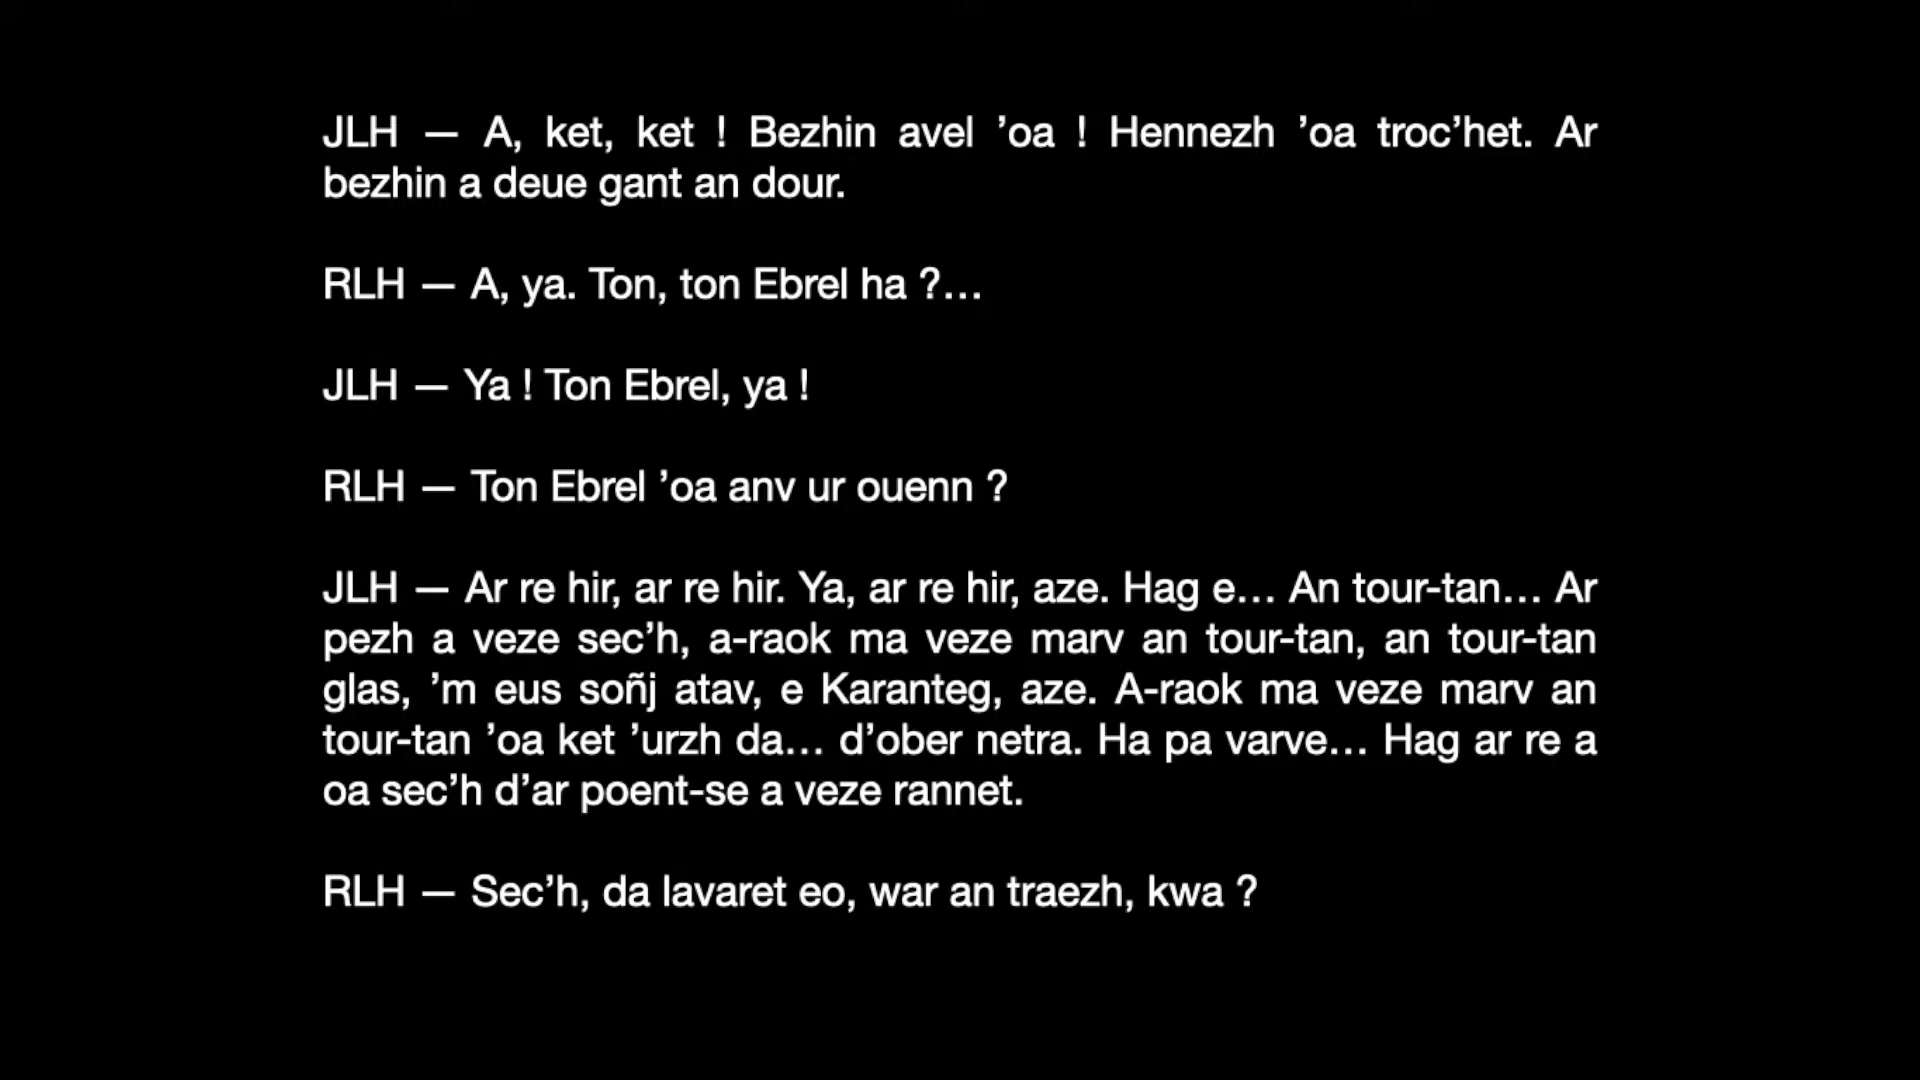 JLH — A, ket, ket ! Bezhin avel ’oa ! Hennezh ’oa troc’het. Ar
bezhin a deue gant an dour.
RLH — A, ya. Ton, ton Ebrel ha ?…
JLH — Ya ! Ton Ebrel, ya !
RLH — Ton Ebrel ’oa anv ur ouenn ?
JLH — Ar re hir, ar re hir. Ya, ar re hir, aze. Hag e… An tour-tan… Ar
pezh a veze sec’h, a-raok ma veze marv an tour-tan, an tour-tan
glas, ’m eus soñj atav, e Karanteg, aze. A-raok ma veze marv an
tour-tan ’oa ket ’urzh da… d’ober netra. Ha pa varve… Hag ar re a
oa sec’h d’ar poent-se a veze rannet.
RLH — Sec’h, da lavaret eo, war an traezh, kwa ?